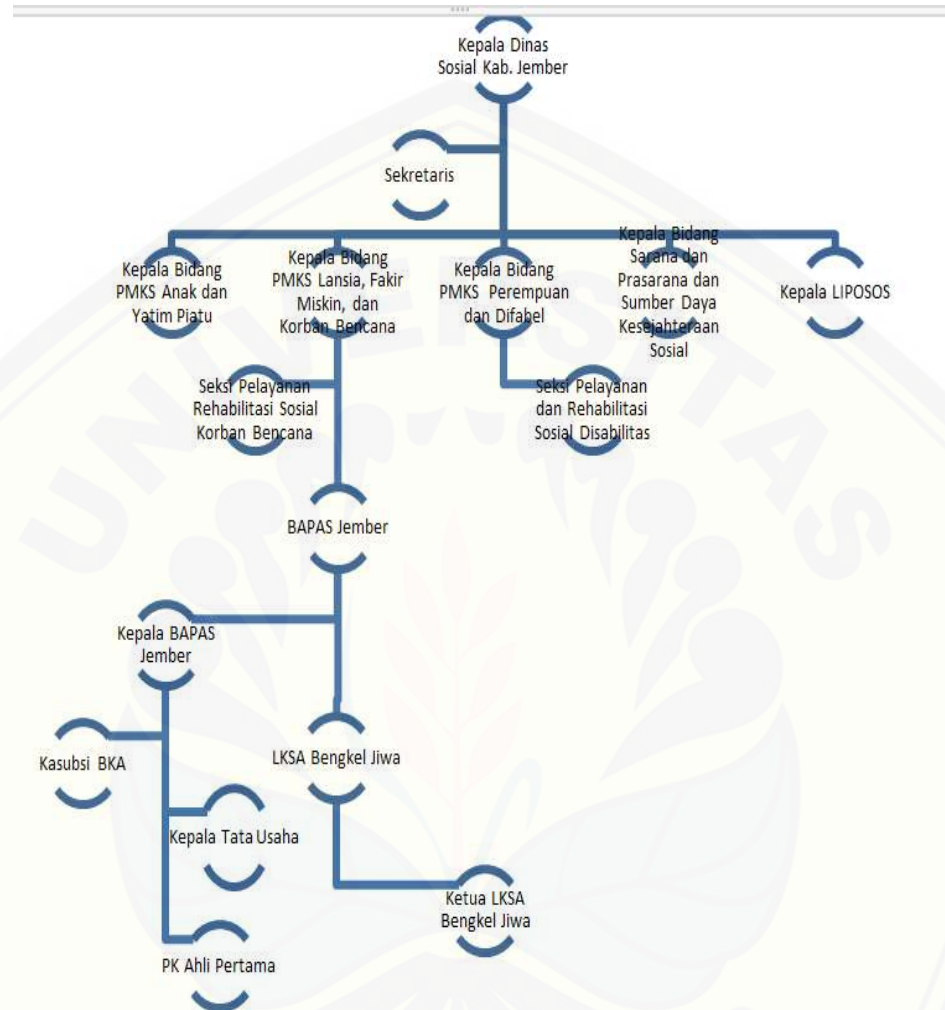 Kepala Dinas
Sosial Kab. Jember
Sekretaris
Kepala Bidang
PMKS Anak dan
Yatim Piatu
Kepala Bidang
PMKS Lansia, Fakir
Miskin, dan
Korban Bencana
Kepala Bidang
PMKS Perempuan
dan Difabel
Kepala Bidang
Sarana dan
Prasarana dan
Sumber Daya
Kesejahteraan
Sosial
Kepala LIPOSOS
Seksi Pelayanan
Rehabilitasi Sosial
Korban Bencana
Seksi Pelayanan
dan Rehabilitasi
Sosial Disabilitas
BAPAS Jember
Kepala BAPAS
Jember
Kasubsi BKA
LKSA Bengkel Jiwa
Kepala Tata Usaha
Ketua LKSA
Bengkel Jiwa
PK Ahli Pertama
UNIVERSITAS